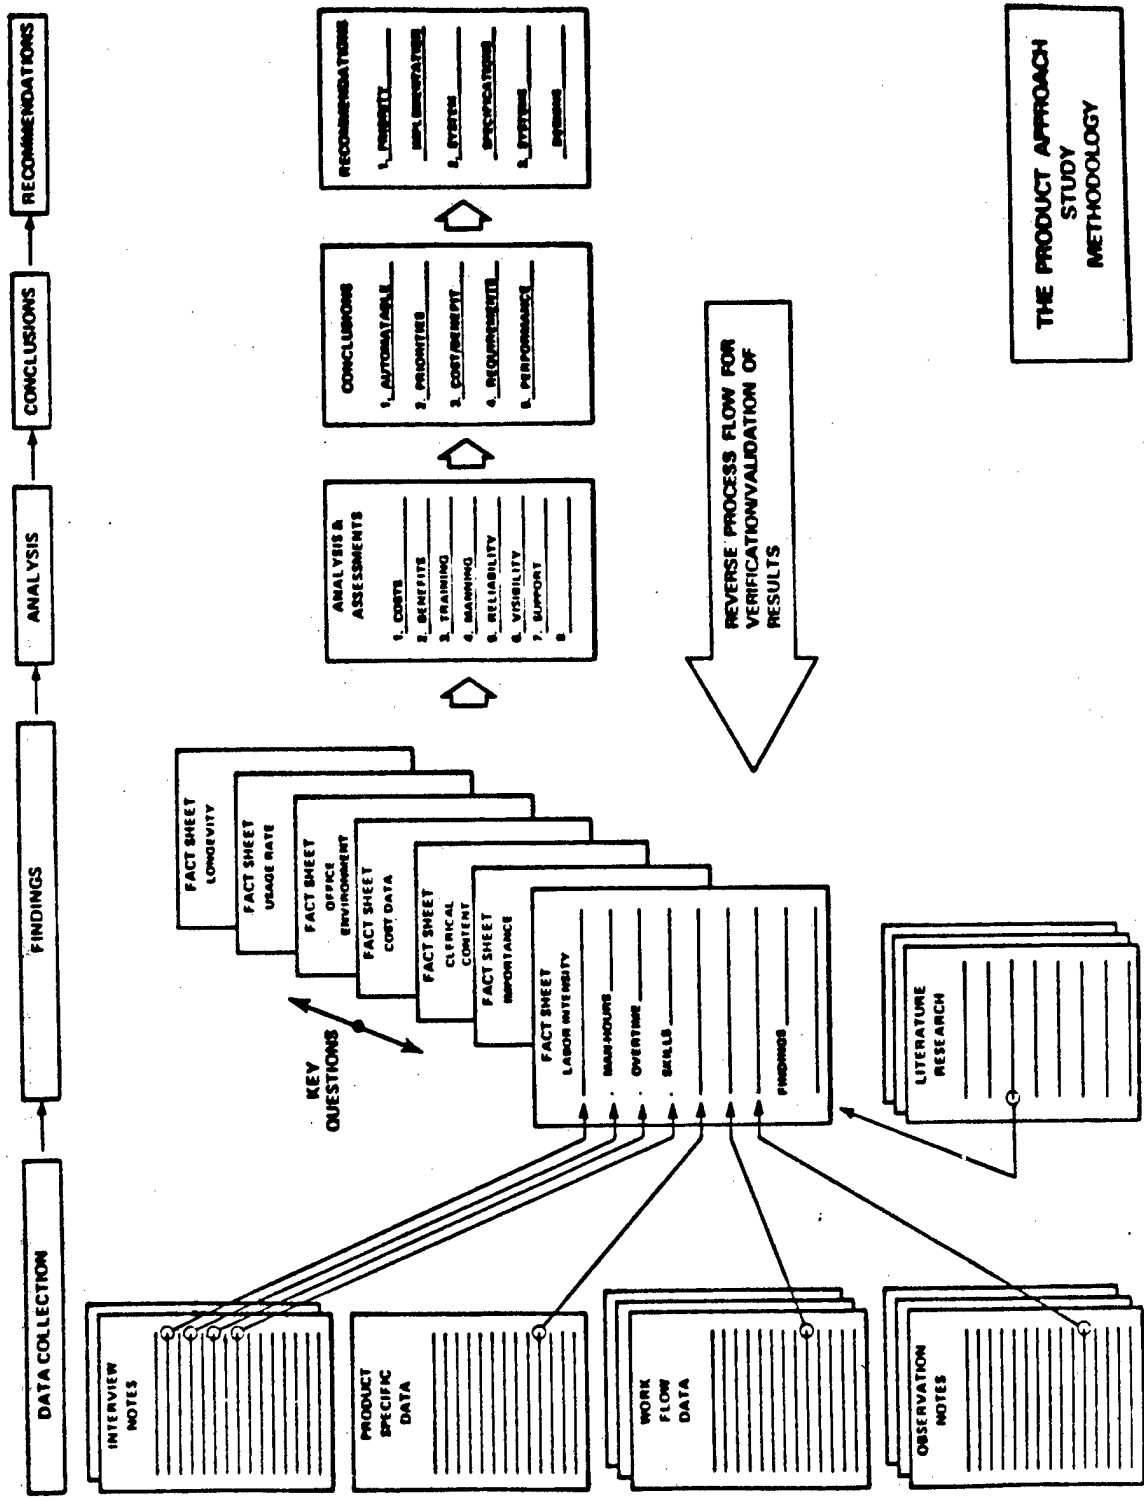 DATA COLLECTION
FINDINGS
ANALYSIS
CONCLUSIONS
RECOMMENDATIONS
INTERVIEW
NOTES
PRODUCT
SPECIFIC
DATA
WORK
FLOW
DATA
OBSERVATION
NOTES
KEY
QUESTIONS
FACT SHEET
LONGEVITY
FACT SHEET
USAGE RATE
FACT SHEET
OFFICE
ENVIRONMENT
FACT SHEET
COST DATA
FACT SHEET
CLERICAL
CONTENT
FACT SHEET
IMPORTANCE
FACT SHEET
LABOR INTENSITY
. MAN-HOURS
. OVERTIME
. SKILLS
FINDINGS
LITERATURE
RESEARCH
ANALYSIS &
ASSESSMENTS
1. COSTS
2. BENEFITS
3. TRAINING
4. MANNING
5. RELIABILITY
6. VISIBILITY
7. SUPPORT
8.
CONCLUSIONS
1. AUTOMATABLE
2. PRIORITIES
3. COST/BENEFIT
4. REQUIREMENTS
5. PERFORMANCE
RECOMMENDATIONS
1. PRIORITY
IMPLEMENTATION
2. SYSTEM
SPECIFICATIONS
3. SYSTEMS
REVERSE PROCESS FLOW FOR
VERIFICATION/VALIDATION OF
RESULTS
THE PRODUCT APPROACH
STUDY
METHODOLOGY